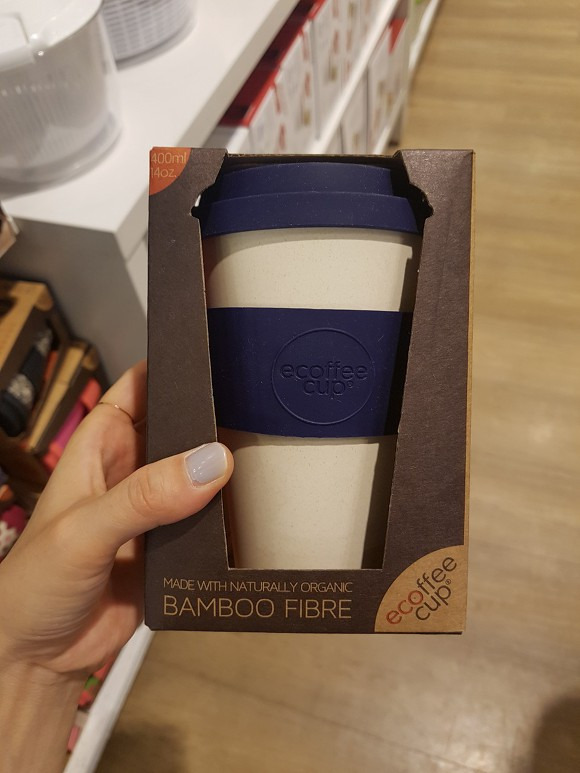 400ml
14oz.
ecoffee
cup®
MADE WITH NATURALLY ORGANIC
BAMBOO FIBRE
ecoffee
cup®